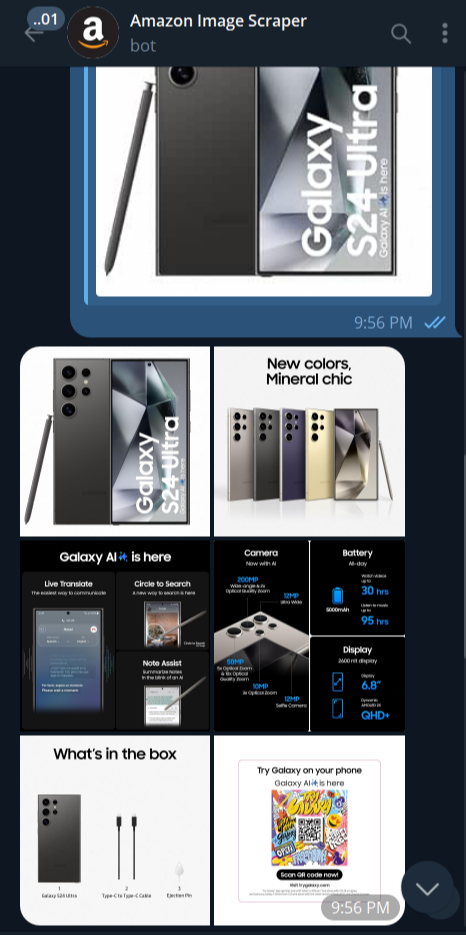 ..01
Amazon Image Scraper
bot
Galaxy
S24 Ultra
Galaxy AI is here
9:56 PM
Galaxy
S24 Ultra
Galaxy AI is here
New colors,
Mineral chic
Galaxy AI is here
Live Translate
The easiest way to communicate
Circle to Search
A new way to search is here
Note Assist
Summarize Notes
in the blink of an AI
Camera
Now with AI
200MP
Wide-angle & 2x
Optical Quality Zoom
12MP
Ultra Wide
50MP
5x Optical Zoom
& 10x Optical
Quality Zoom
10MP
3x Optical Zoom
12MP
Selfie Camera
Battery
All-day
5000mAh
Watch videos
up to
30 hrs
Listen to music
up to
95 hrs
Display
2600 nit display
Display
6.8"
Dynamic
AMOLED 2X
QHD+
What's in the box
1
Galaxy S24 Ultra
2
Type-C to Type-C Cable
3
Ejection Pin
Try Galaxy on your phone
Galaxy AI is here
Scan QR code now!
Visit trygalaxy.com
9:56 PM